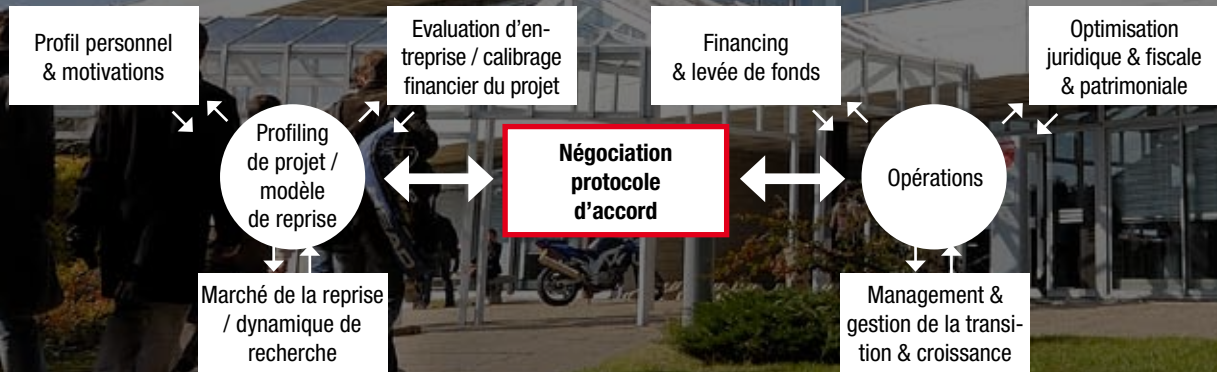 Profil personnel
& motivations
Evaluation d'en-
treprise / calibrage
financier du projet
Financing
& levée de fonds
Optimisation
juridique & fiscale
& patrimoniale
Profiling
de projet /
modèle
de reprise
Négociation
protocole
d'accord
Opérations
Marché de la reprise
/ dynamique de
recherche
Management &
gestion de la transi-
tion & croissance